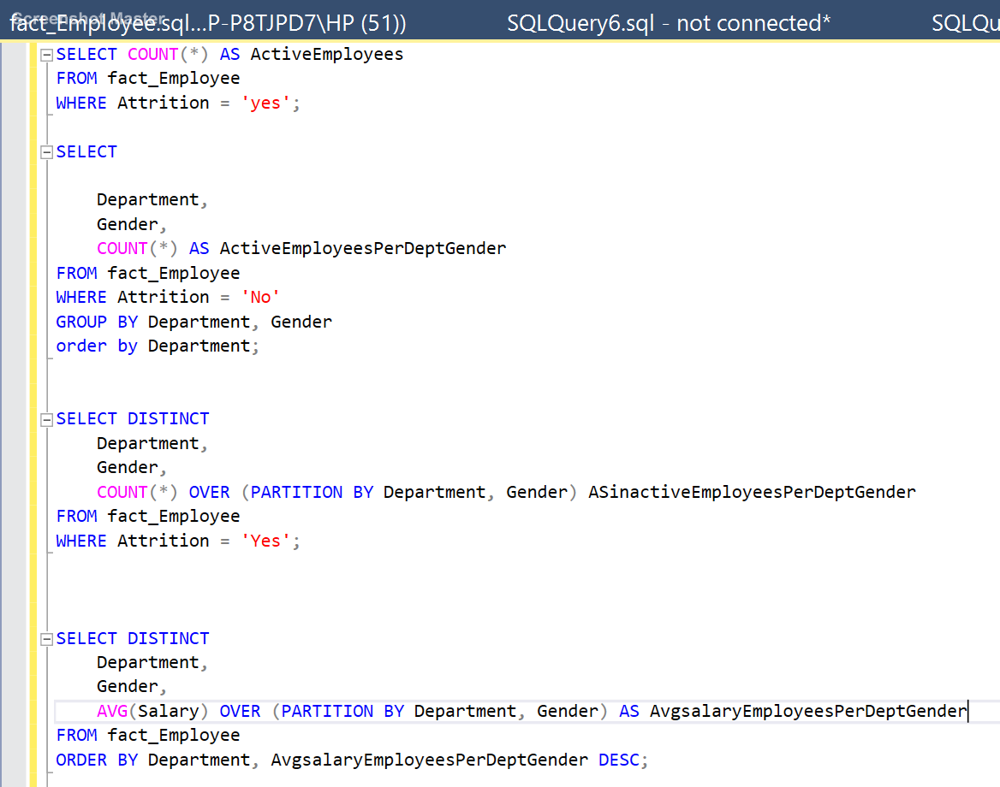 Screenshot Master
fact_Employee.sql...P-P8TJPD7\HP (51)) SQLQuery6.sql - not connected* SQLQu
SELECT COUNT(*) AS ActiveEmployees
FROM fact_Employee
WHERE Attrition = 'yes';
SELECT
Department,
Gender,
COUNT(*) AS ActiveEmployeesPerDeptGender
FROM fact_Employee
WHERE Attrition = 'No'
GROUP BY Department, Gender
order by Department;
SELECT DISTINCT
Department,
Gender,
COUNT(*) OVER (PARTITION BY Department, Gender) ASinactiveEmployeesPerDeptGender
FROM fact_Employee
WHERE Attrition = 'Yes';
SELECT DISTINCT
Department,
Gender,
AVG(Salary) OVER (PARTITION BY Department, Gender) AS AvgsalaryEmployeesPerDeptGender
FROM fact_Employee
ORDER BY Department, AvgsalaryEmployeesPerDeptGender DESC;